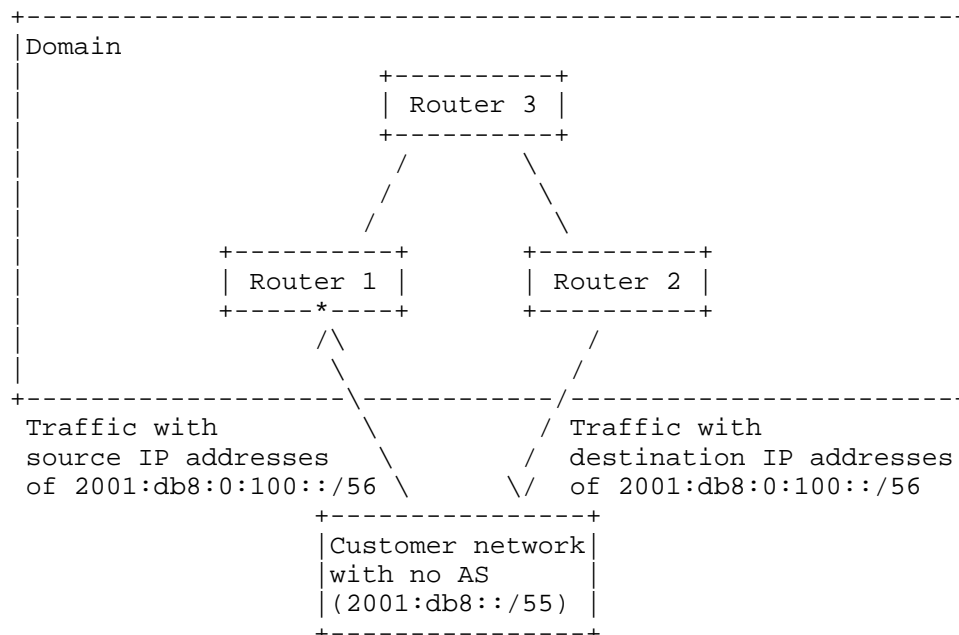 Domain
Router 3
Router 1
Router 2
Traffic with
source IP addresses
of 2001:db8:0:100::/56
Traffic with
destination IP addresses
of 2001:db8:0:100::/56
Customer network
with no AS
(2001:db8::/55)